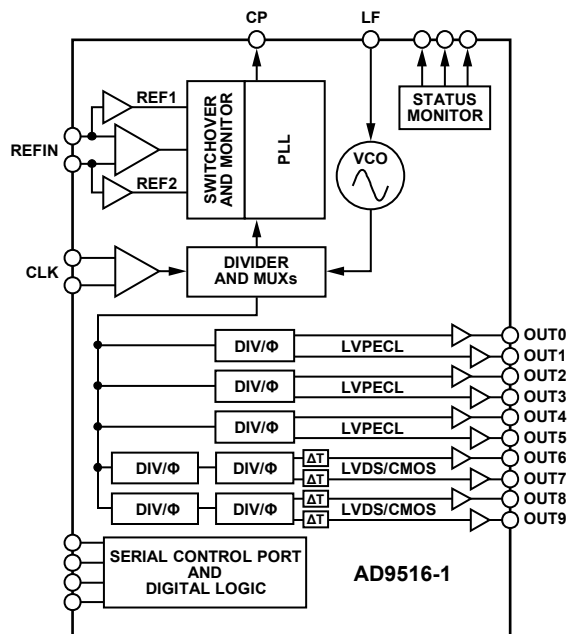 CP
LF
REF1
REFIN
REF2
SWITCHOVER
AND MONITOR
PLL
VCO
STATUS
MONITOR
CLK
DIVIDER
AND MUXs
DIV/Φ
LVPECL
OUT0
OUT1
DIV/Φ
LVPECL
OUT2
OUT3
DIV/Φ
LVPECL
OUT4
OUT5
DIV/Φ
DIV/Φ
ΔT
ΔT
LVDS/CMOS
OUT6
OUT7
DIV/Φ
DIV/Φ
ΔT
ΔT
LVDS/CMOS
OUT8
OUT9
SERIAL CONTROL PORT
AND
DIGITAL LOGIC
AD9516-1